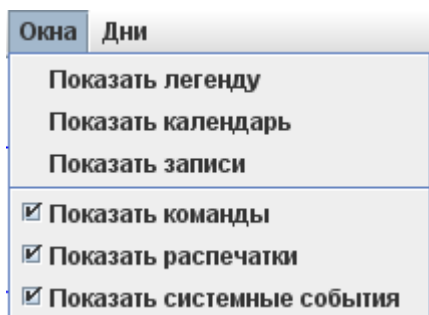 Окна Дни
Показать легенду
Показать календарь
Показать записи
Показать команды
Показать распечатки
Показать системные события